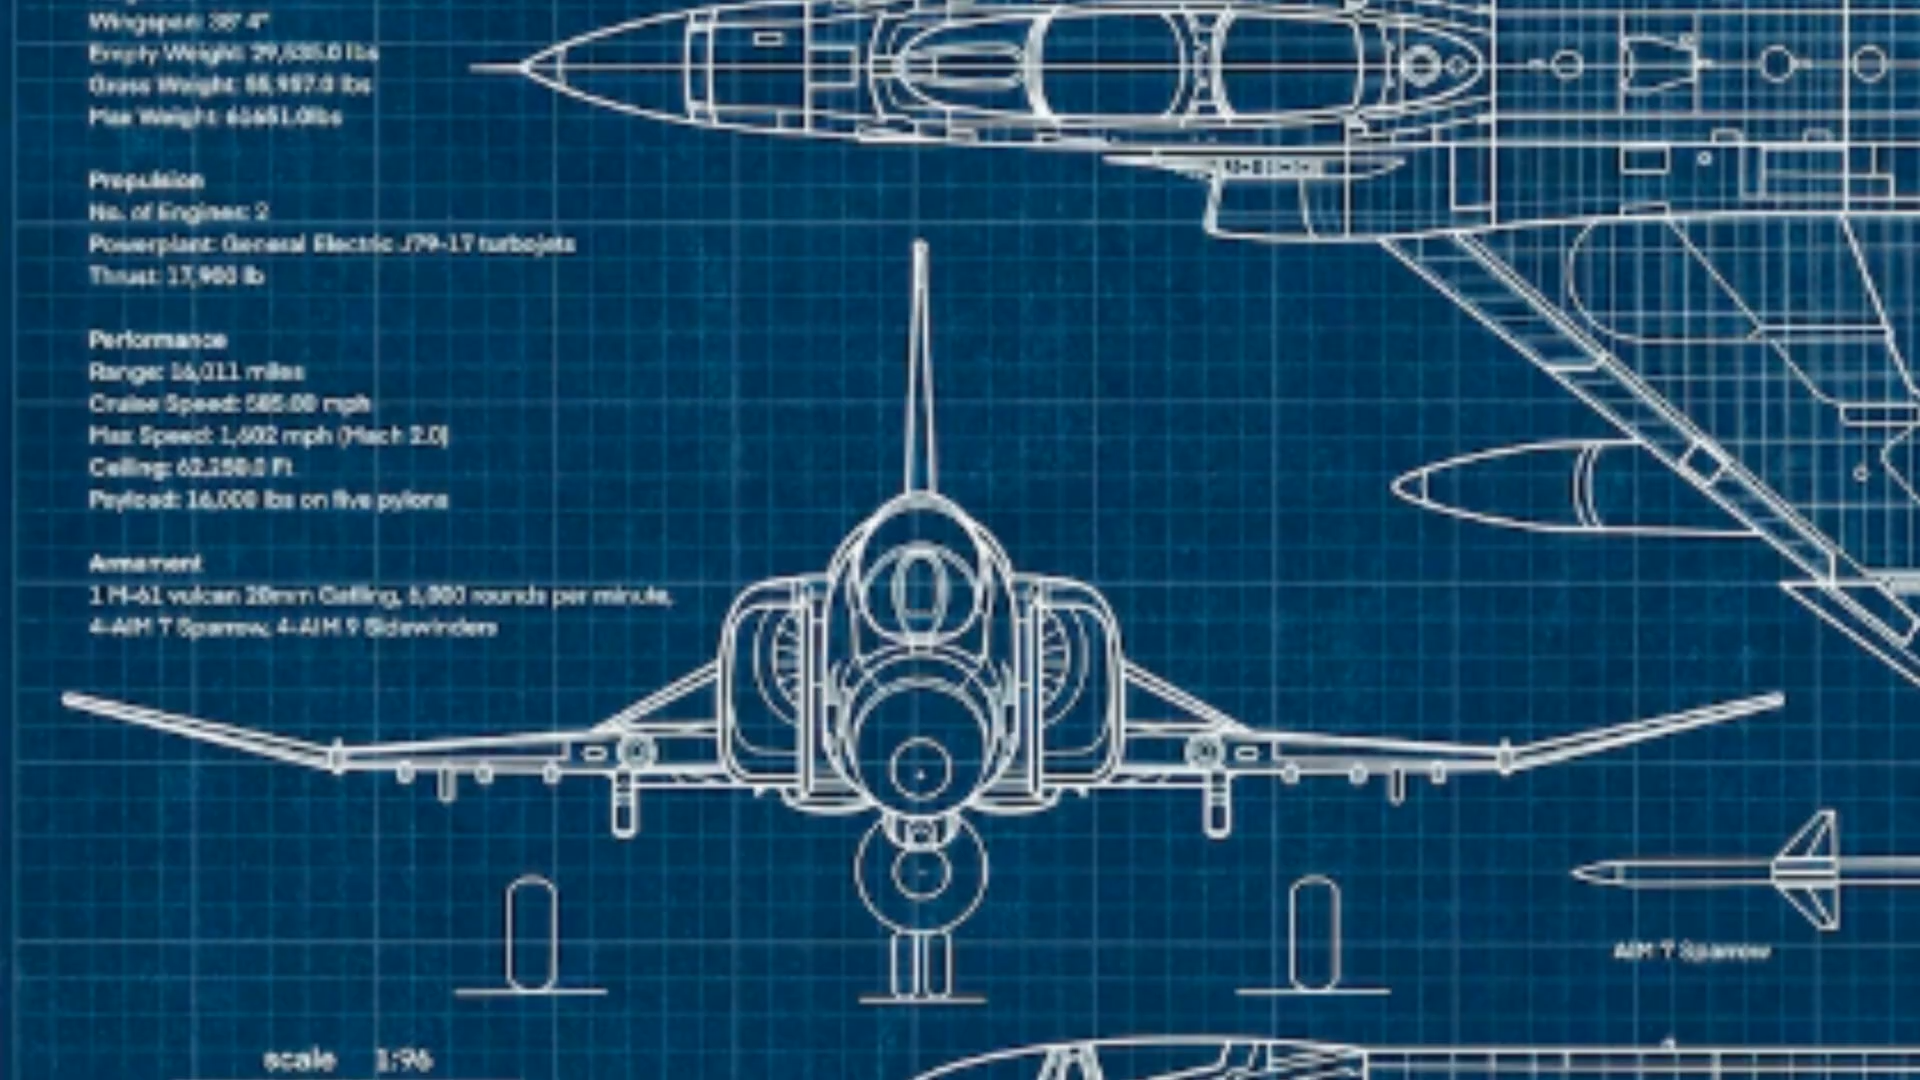 Wingspan: 38' 4"
Empty Weight: 29,535.0 lbs
Gross Weight: 55,957.0 lbs
Max Weight: 61651.0lbs
Propulsion
No. of Engines: 2
Powerplant: General Electric J79-17 turbojets
Thrust: 17,900 lb
Performance
Range: 16,011 miles
Cruise Speed: 585.00 mph
Max Speed: 1,602 mph (Mach 2.0)
Ceiling: 62,250.0 Ft
Payload: 16,000 lbs on five pylons
Armament
1 M-61 vulcan 20mm Gatling, 6,000 rounds per minute,
4-AIM 7 Sparrow, 4-AIM 9 Sidewinders
AIM 7 Sparrow
scale 1:96